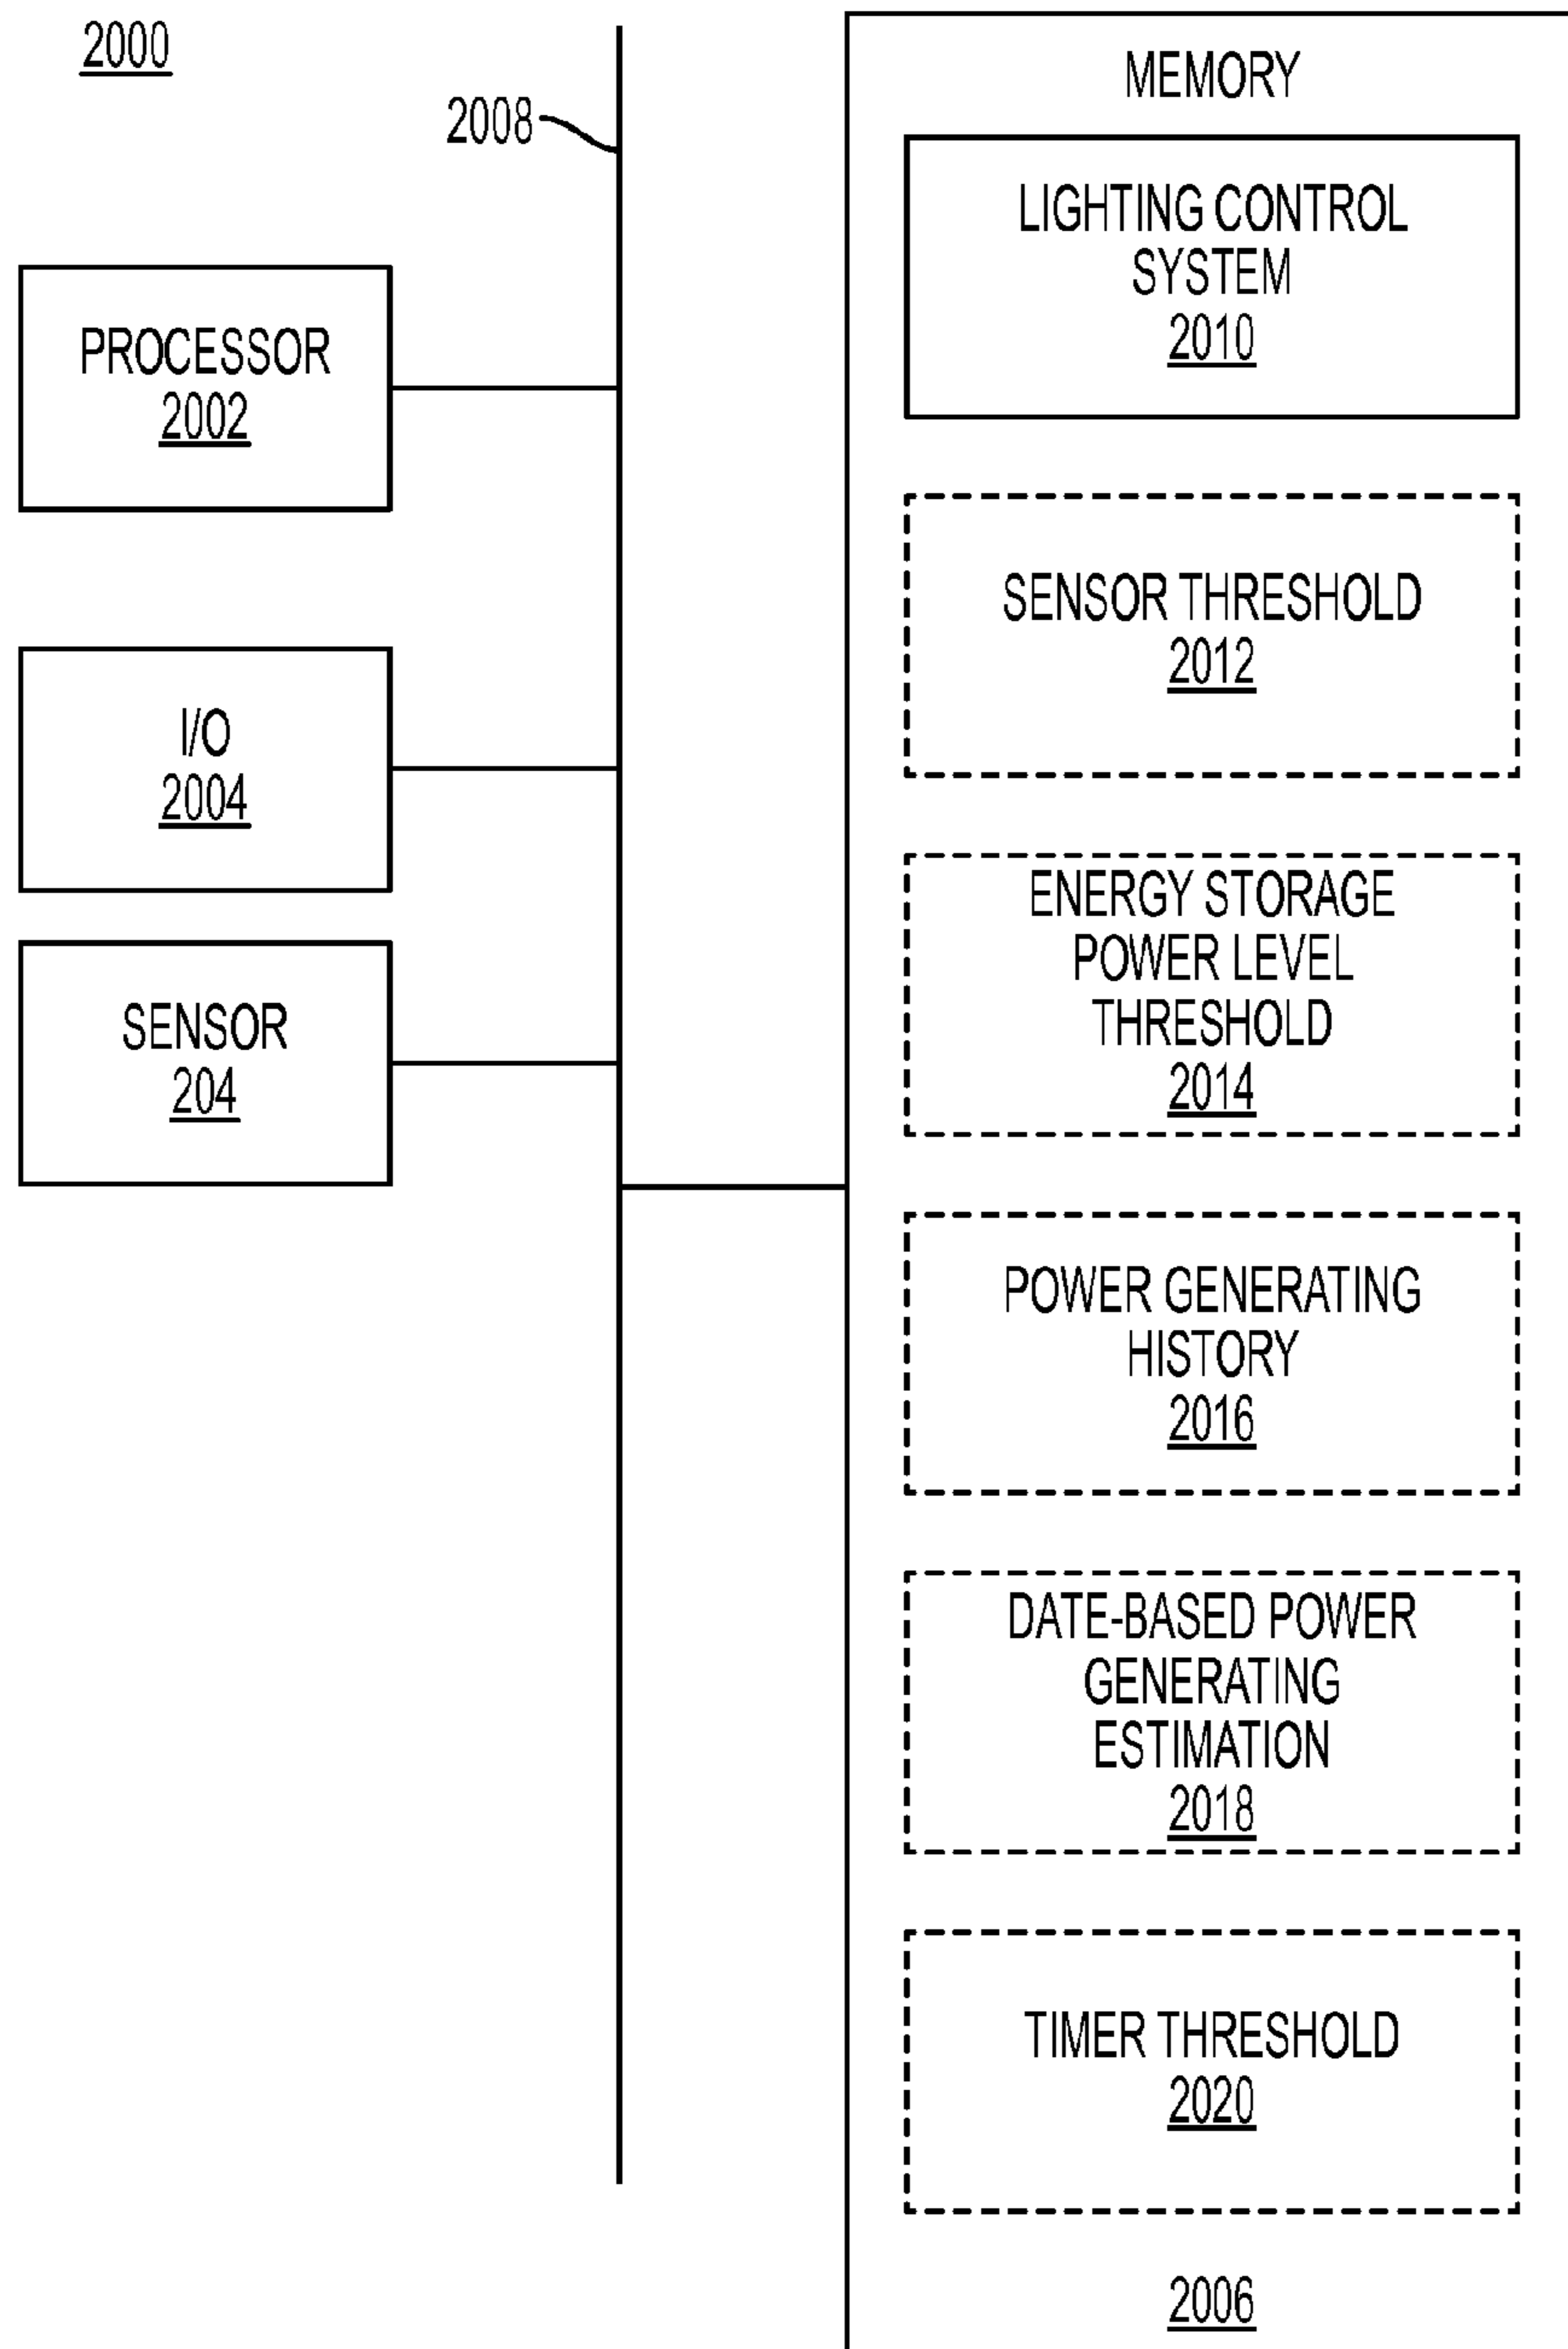 2000
2008
PROCESSOR
2002
I/O
2004
SENSOR
204
MEMORY
LIGHTING CONTROL
SYSTEM
2010
SENSOR THRESHOLD
2012
ENERGY STORAGE
POWER LEVEL
THRESHOLD
2014
POWER GENERATING
HISTORY
2016
DATE-BASED POWER
GENERATING
ESTIMATION
2018
TIMER THRESHOLD
2020
2006